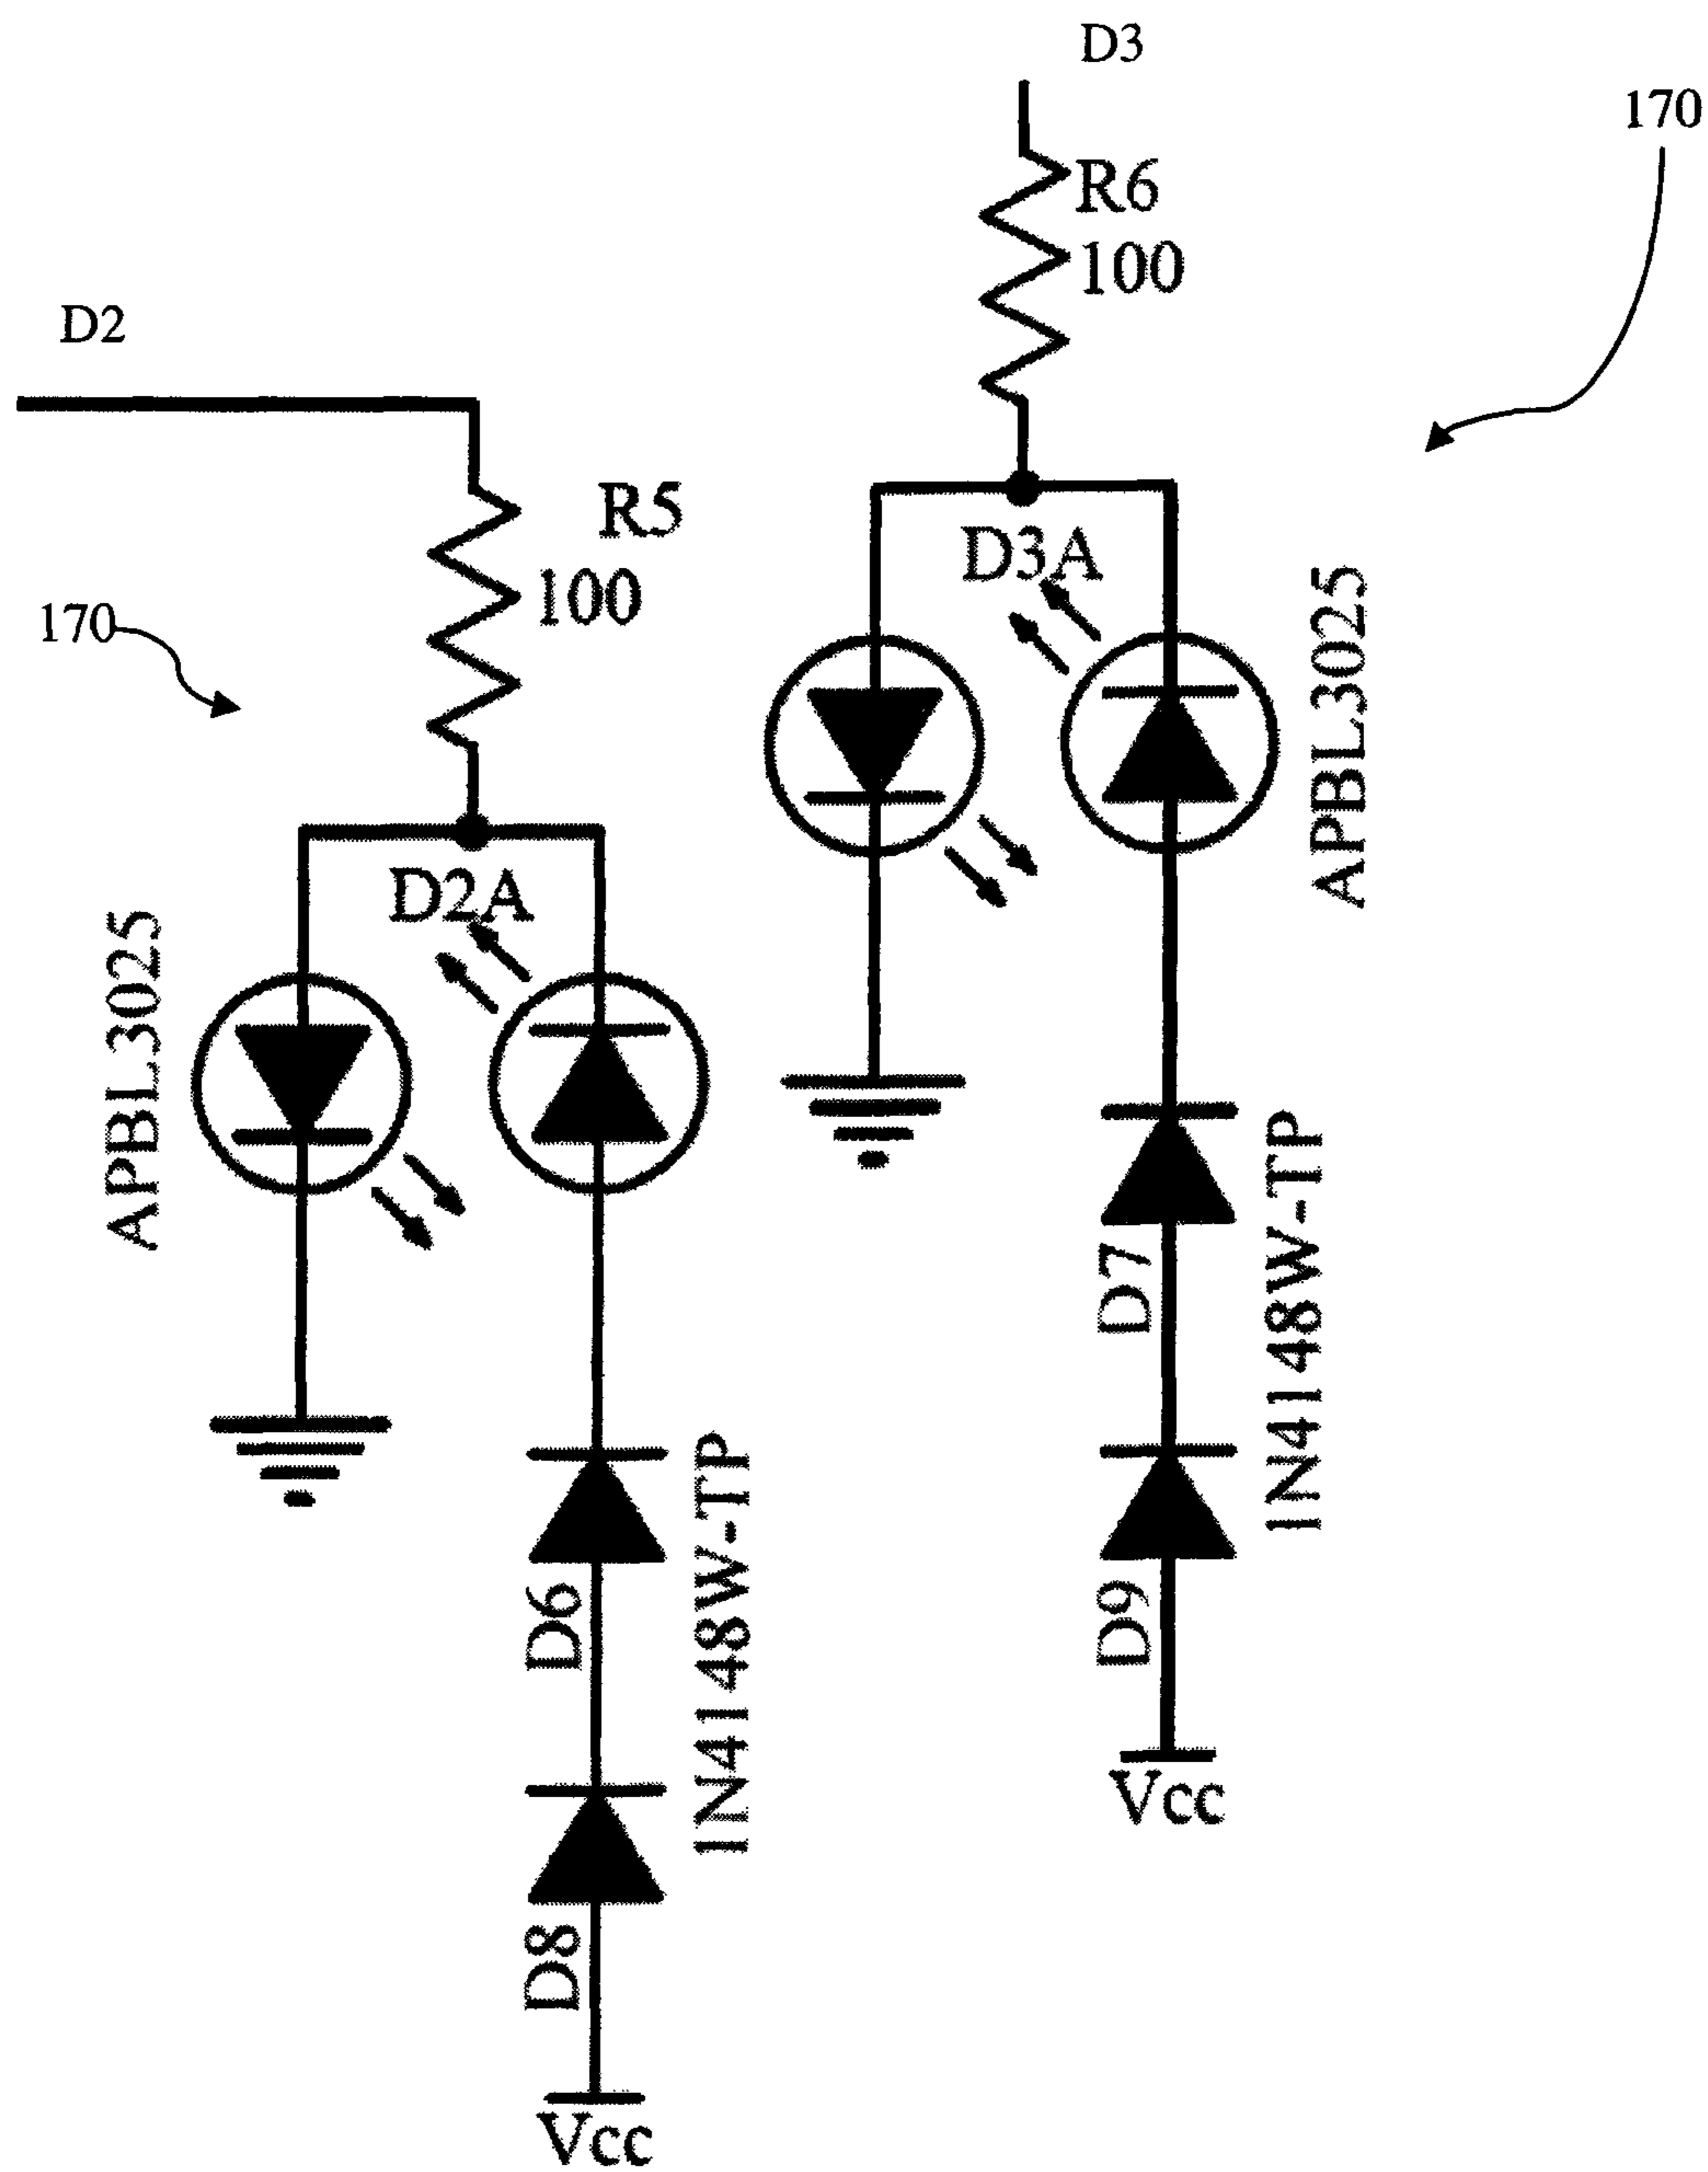 D3
170
R6
100
D2
R5
100
170
D3A
APBL3025
D2A
APBL3025
D7
1N4148W-TP
D9
D6
1N4148W-TP
D8
Vcc
Vcc